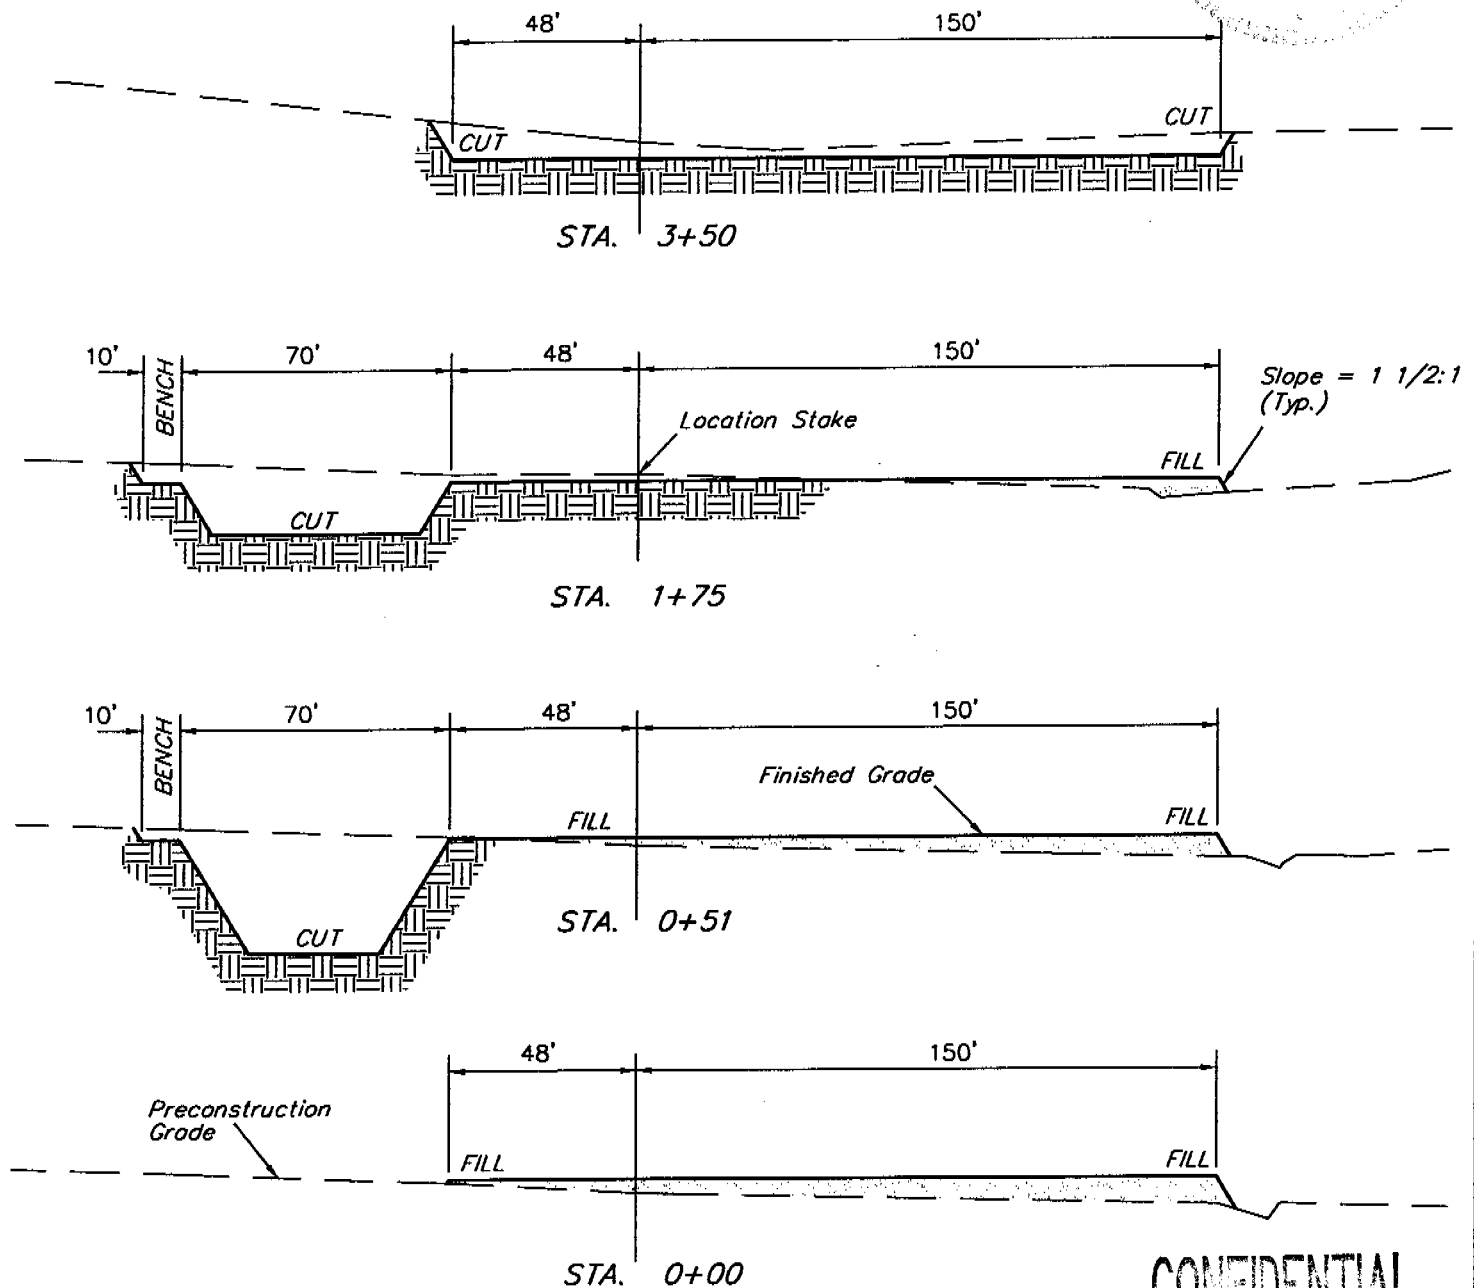 48' 150'
CUT CUT
STA. 3+50
10' BENCH 70' 48' 150'
Slope = 1 1/2:1
(Typ.)
Location Stake
FILL
CUT
STA. 1+75
10' BENCH 70' 48' 150'
Finished Grade
FILL FILL
CUT
STA. 0+51
48' 150'
Preconstruction
Grade
FILL FILL
STA. 0+00
CONFIDENTIAL